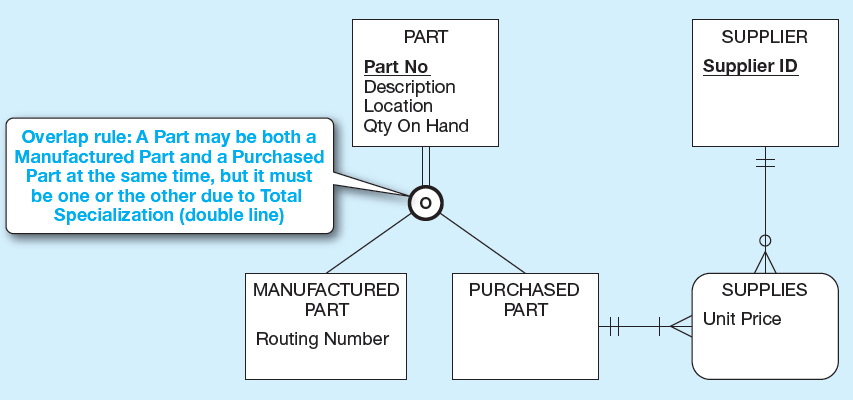 PART
Part No
Description
Location
Qty On Hand
SUPPLIER
Supplier ID
Overlap rule: A Part may be both a
Manufactured Part and a Purchased
Part at the same time, but it must
be one or the other due to Total
Specialization (double line)
O
MANUFACTURED
PART
Routing Number
PURCHASED
PART
SUPPLIES
Unit Price